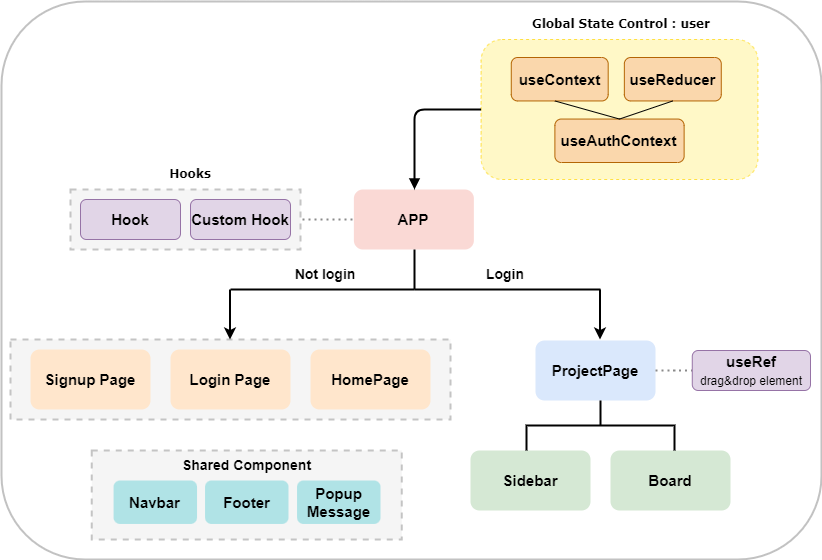 Global State Control : user
useContext
useReducer
useAuthContext
Hooks
Hook
Custom Hook
APP
Not login
Login
Signup Page
Login Page
HomePage
ProjectPage
useRef
drag&drop element
Shared Component
Navbar
Footer
Popup
Message
Sidebar
Board